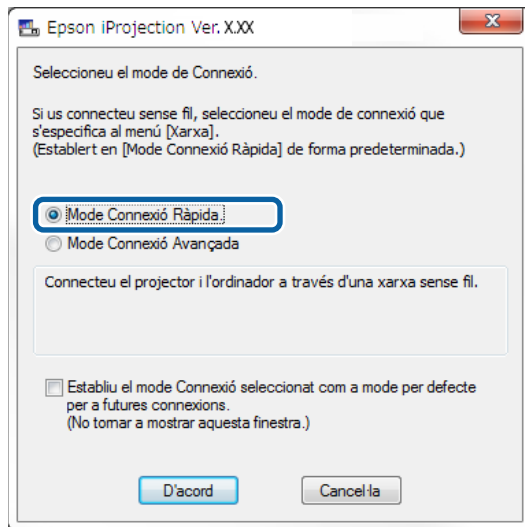 Epson iProjection Ver. X.XX
Seleccioneu el mode de Connexió.
Si us connecteu sense fil, seleccioneu el mode de connexió que
s'especifica al menú [Xarxa].
(Establert en [Mode Connexió Ràpida] de forma predeterminada.)
Mode Connexió Ràpida.
Mode Connexió Avançada
Connecteu el projector i l'ordinador a través d'una xarxa sense fil.
Establiu el mode Connexió seleccionat com a mode per defecte
per a futures connexions.
(No tornar a mostrar aquesta finestra.)
D'acord
Cancel·la